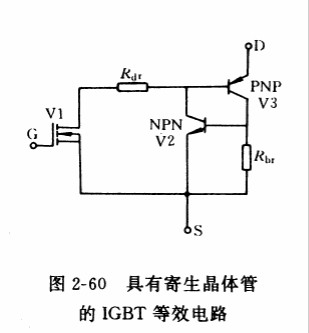 D
R_dr
PNP
V3
V1
NPN
V2
G
R_br
S
图 2-60 具有寄生晶体管
的 IGBT 等效电路